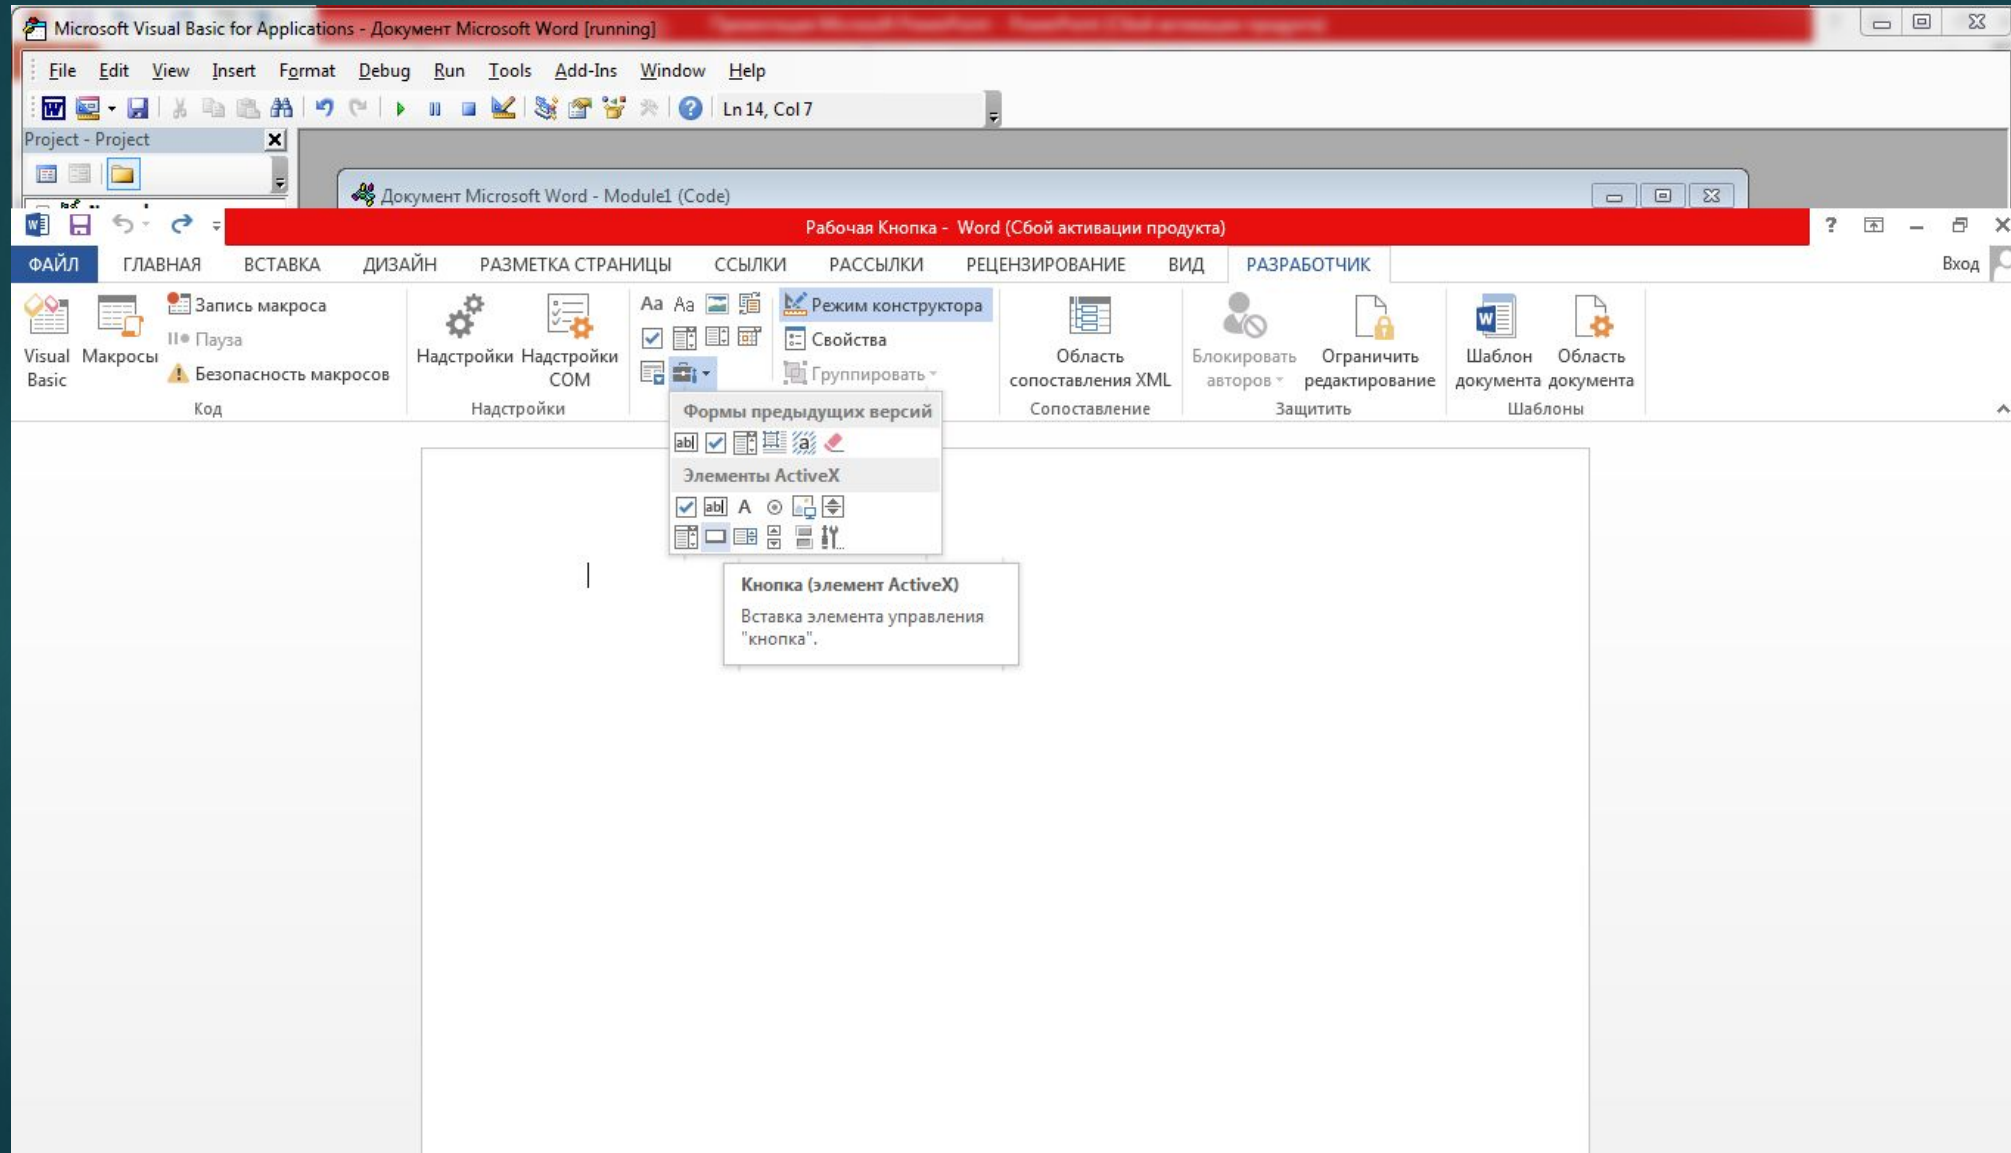 Microsoft Visual Basic for Applications - Документ Microsoft Word [running]
File Edit View Insert Format Debug Run Tools Add-Ins Window Help
Ln 14, Col 7
Project - Project
Документ Microsoft Word - Module1 (Code)
Рабочая Кнопка - Word (Сбой активации продукта)
ФАЙЛ ГЛАВНАЯ ВСТАВКА ДИЗАЙН РАЗМЕТКА СТРАНИЦЫ ССЫЛКИ РАССЫЛКИ РЕЦЕНЗИРОВАНИЕ ВИД РАЗРАБОТЧИК Вход
Visual Basic
Макросы
Запись макроса
Пауза
Безопасность макросов
Код
Надстройки
Надстройки COM
Надстройки
Aa Aa
Режим конструктора
Свойства
Группировать
Область сопоставления XML
Сопоставление
Блокировать авторов
Ограничить редактирование
Защитить
Шаблон документа
Область документа
Шаблоны
Формы предыдущих версий
Элементы ActiveX
Кнопка (элемент ActiveX)
Вставка элемента управления
"кнопка".